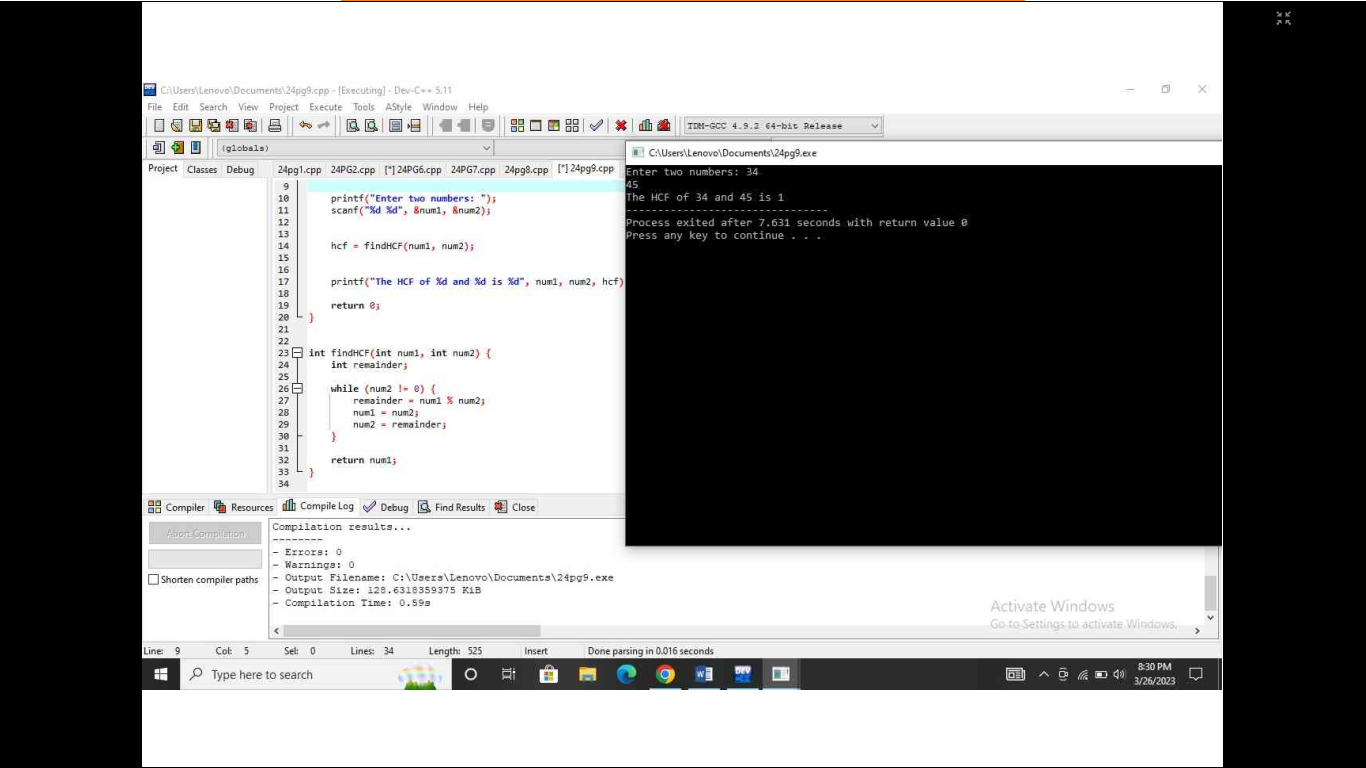 C:\Users\Lenovo\Documents\24pg9.cpp - [Executing] - Dev-C++ 5.11
File Edit Search View Project Execute Tools AStyle Window Help
TDM-GCC 4.9.2 64-bit Release
(globals)
Project Classes Debug
24pg1.cpp 24PG2.cpp [*] 24PG6.cpp 24PG7.cpp 24pg8.cpp [*] 24pg9.cpp
9
10 printf("Enter two numbers: ");
11 scanf("%d %d", &num1, &num2);
12
13
14 hcf = findHCF(num1, num2);
15
16
17 printf("The HCF of %d and %d is %d", num1, num2, hcf)
18
19 return 0;
20 }
21
22
23 int findHCF(int num1, int num2) {
24 int remainder;
25
26 while (num2 != 0) {
27 remainder = num1 % num2;
28 num1 = num2;
29 num2 = remainder;
30 }
31
32 return num1;
33 }
34
C:\Users\Lenovo\Documents\24pg9.exe
Enter two numbers: 34
45
The HCF of 34 and 45 is 1
--------------------------------
Process exited after 7.631 seconds with return value 0
Press any key to continue . . .
Compiler Resources Compile Log Debug Find Results Close
Abort Compilation
Shorten compiler paths
Compilation results...
--------
- Errors: 0
- Warnings: 0
- Output Filename: C:\Users\Lenovo\Documents\24pg9.exe
- Output Size: 128.6318359375 KiB
- Compilation Time: 0.59s
Activate Windows
Go to Settings to activate Windows.
Line: 9 Col: 5 Sel: 0 Lines: 34 Length: 525 Insert Done parsing in 0.016 seconds
Type here to search
8:30 PM
3/26/2023